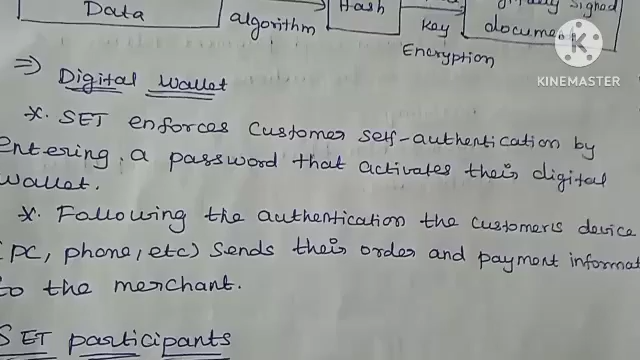 Data
algorithm
Hash
Key
Encryption
Signed
document
KINEMASTER
⇒ Digital Wallet
*. SET enforces Customer self-authentication by
entering a password that activates their digital
wallet.
*. Following the authentication the customer's device
(PC, phone, etc) sends their order and payment informat
to the merchant.
SET participants